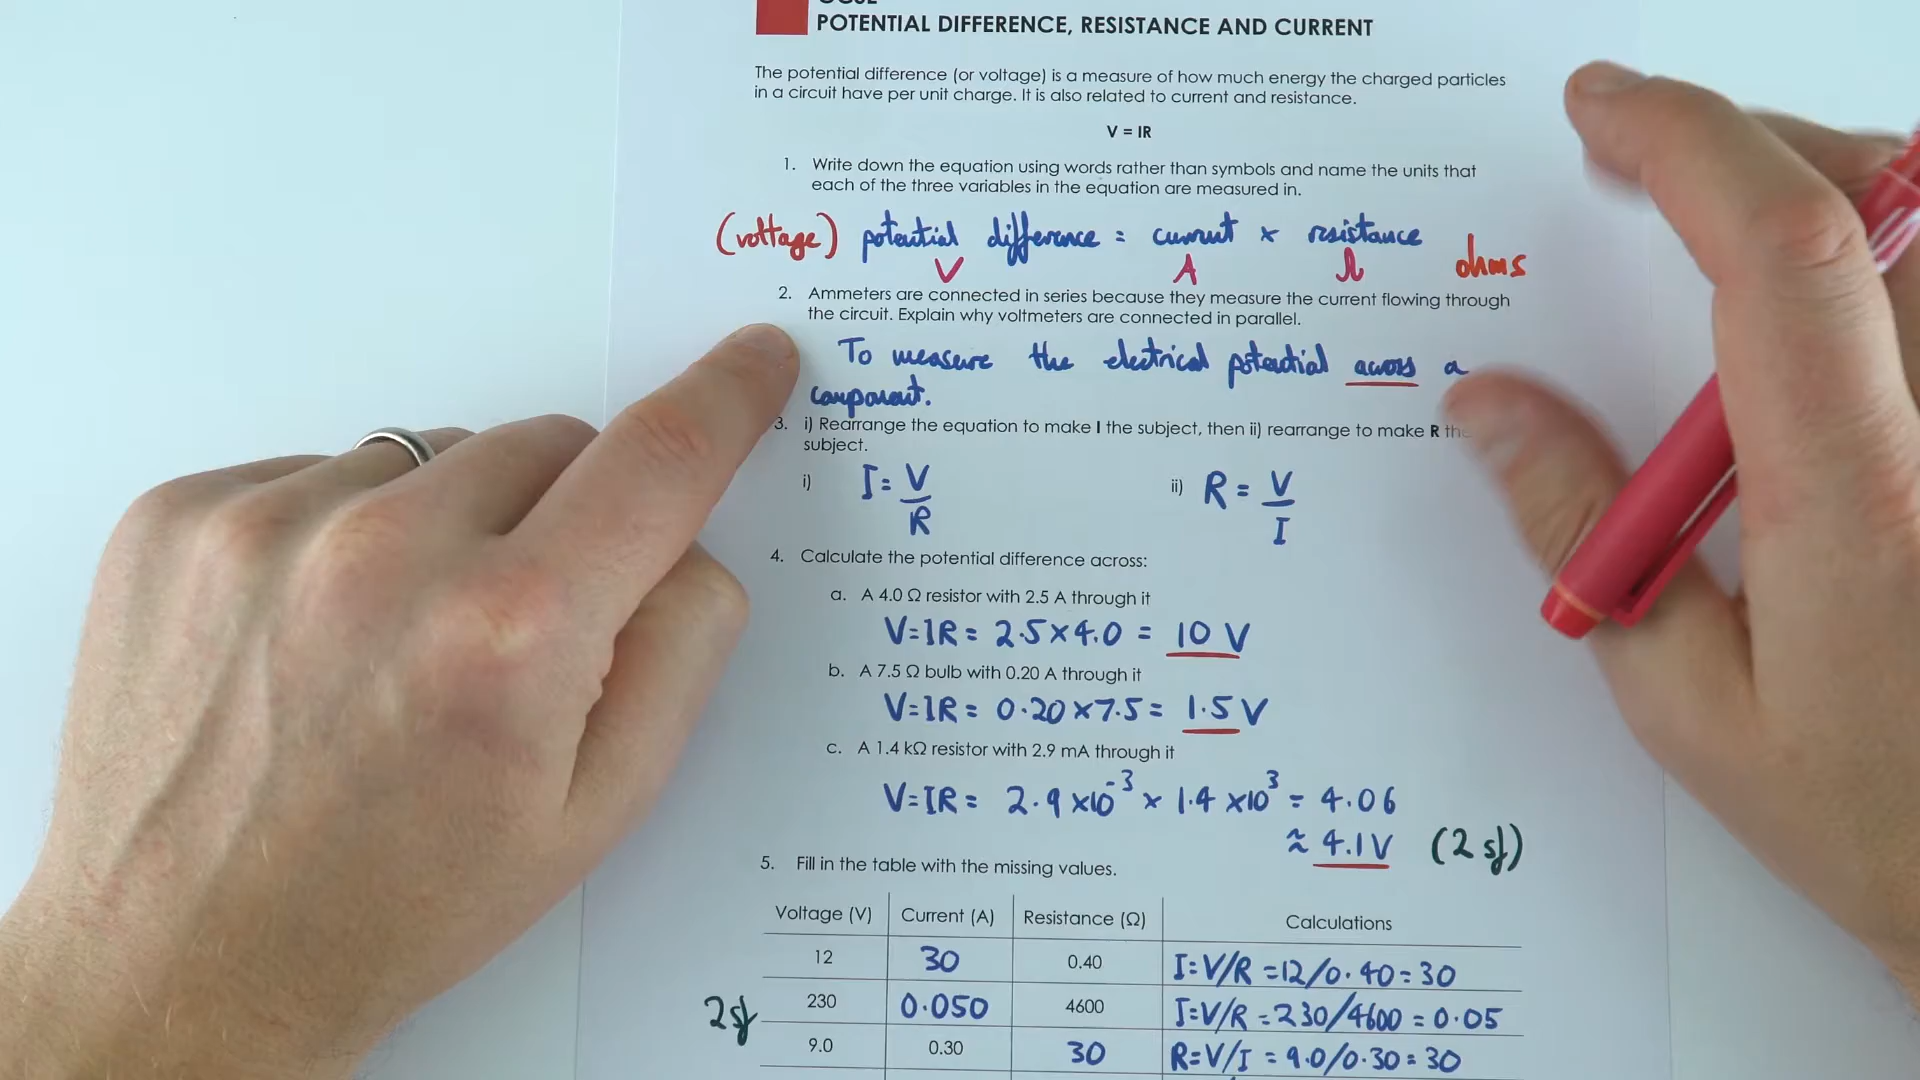 POTENTIAL DIFFERENCE, RESISTANCE AND CURRENT
The potential difference (or voltage) is a measure of how much energy the charged particles
in a circuit have per unit charge. It is also related to current and resistance.
V = IR
1. Write down the equation using words rather than symbols and name the units that
each of the three variables in the equation are measured in.
(voltage) potential difference = current × resistance
V A Ω ohms
2. Ammeters are connected in series because they measure the current flowing through
the circuit. Explain why voltmeters are connected in parallel.
To measure the electrical potential across a
component.
3. i) Rearrange the equation to make I the subject, then ii) rearrange to make R the
subject.
i) I = V/R ii) R = V/I
4. Calculate the potential difference across:
a. A 4.0 Ω resistor with 2.5 A through it
V=IR = 2.5×4.0 = 10 V
b. A 7.5 Ω bulb with 0.20 A through it
V=IR = 0.20×7.5 = 1.5 V
c. A 1.4 kΩ resistor with 2.9 mA through it
V=IR = 2.9 ×10⁻³ × 1.4 ×10³ = 4.06
≈ 4.1V (2 sf)
5. Fill in the table with the missing values.
Voltage (V) Current (A) Resistance (Ω) Calculations
12 30 0.40 I=V/R =12/0.40=30
2sf 230 0.050 4600 I=V/R =230/4600 = 0.05
9.0 0.30 30 R=V/I = 9.0/0.30=30